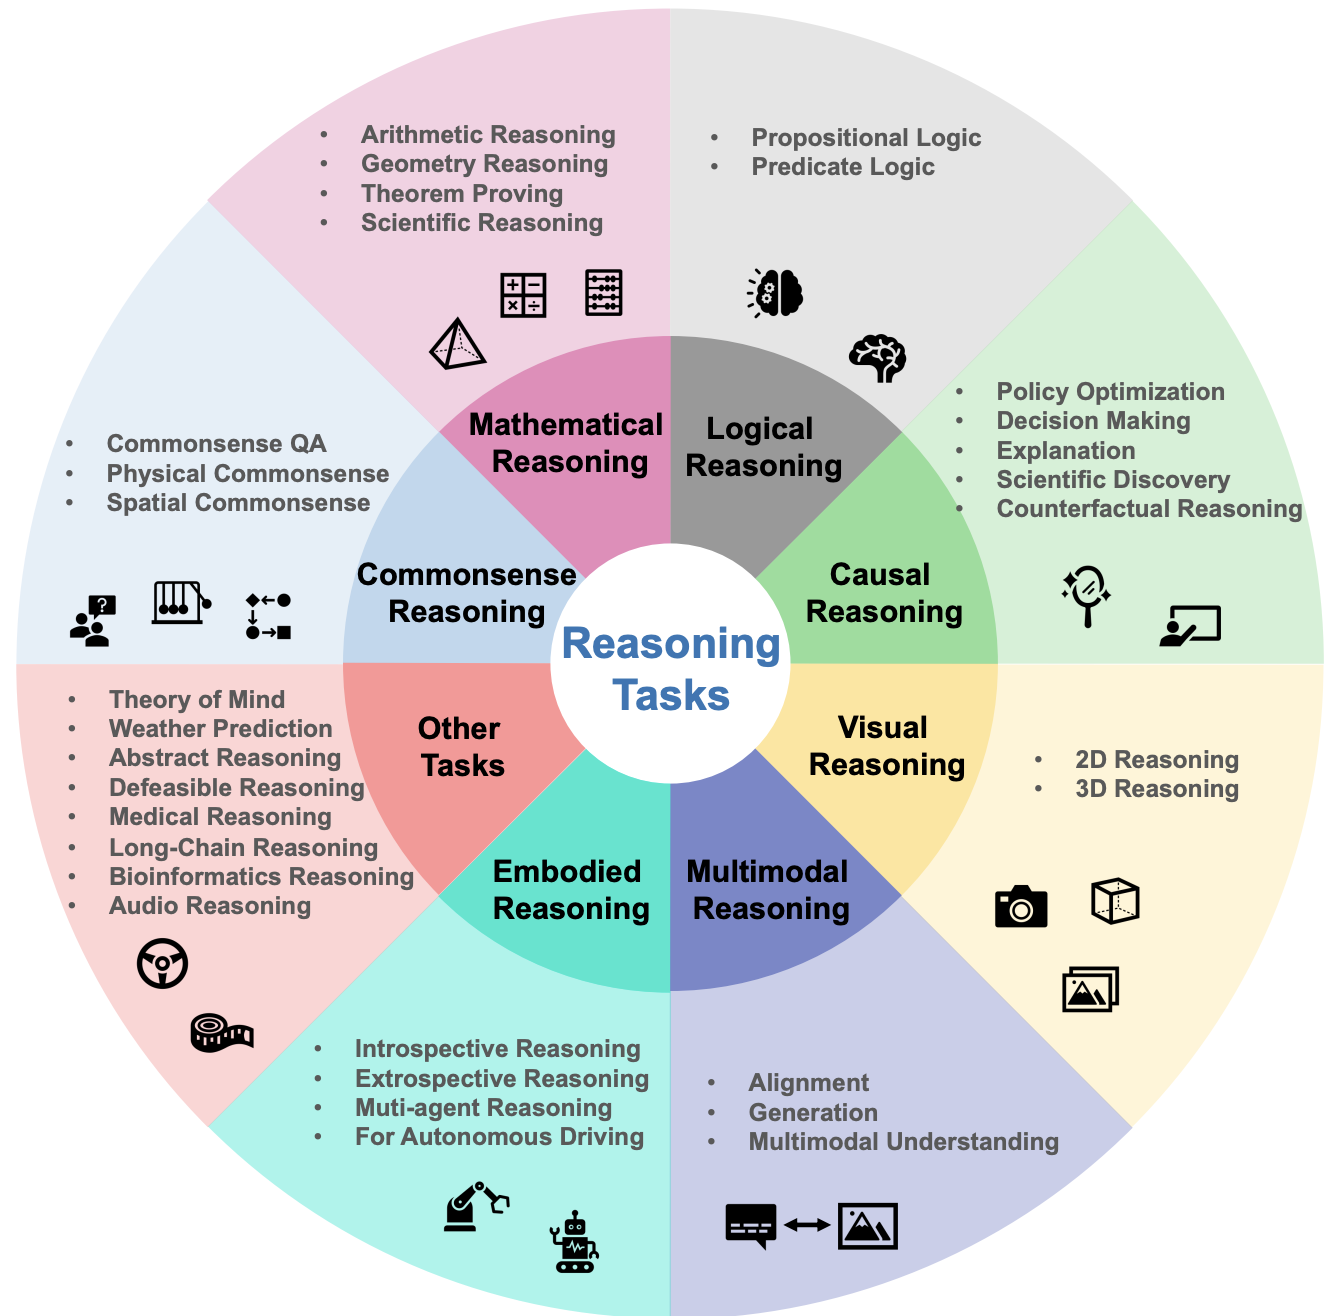 Reasoning
Tasks
Mathematical
Reasoning
• Arithmetic Reasoning
• Geometry Reasoning
• Theorem Proving
• Scientific Reasoning
Logical
Reasoning
• Propositional Logic
• Predicate Logic
Causal
Reasoning
• Policy Optimization
• Decision Making
• Explanation
• Scientific Discovery
• Counterfactual Reasoning
Visual
Reasoning
• 2D Reasoning
• 3D Reasoning
Multimodal
Reasoning
• Alignment
• Generation
• Multimodal Understanding
Embodied
Reasoning
• Introspective Reasoning
• Extrospective Reasoning
• Muti-agent Reasoning
• For Autonomous Driving
Other
Tasks
• Theory of Mind
• Weather Prediction
• Abstract Reasoning
• Defeasible Reasoning
• Medical Reasoning
• Long-Chain Reasoning
• Bioinformatics Reasoning
• Audio Reasoning
Commonsense
Reasoning
• Commonsense QA
• Physical Commonsense
• Spatial Commonsense